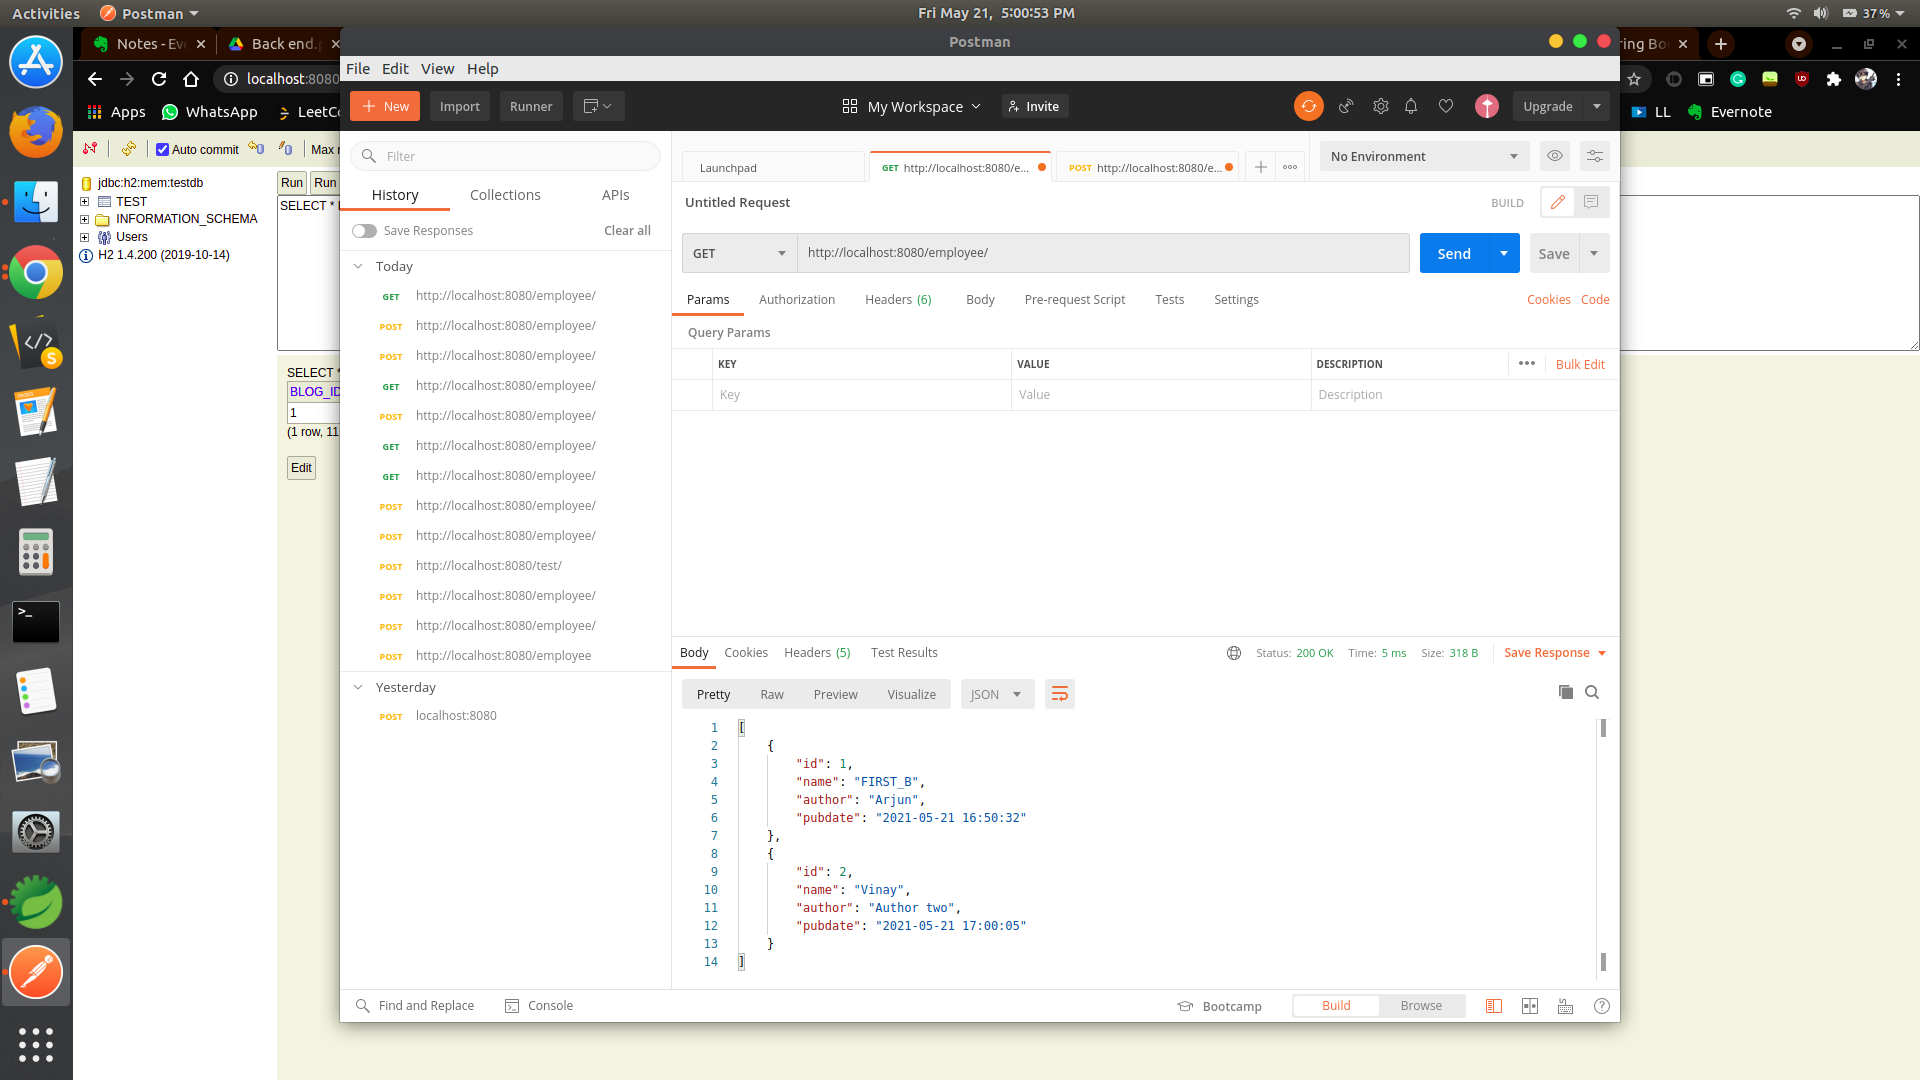 Activities
Postman
Fri May 21, 5:00:53 PM
37%
Notes - Eve
Back end.p
Postman
ring Bo
localhost:8080
File Edit View Help
Apps
WhatsApp
LeetCo
LL
Evernote
New
Import
Runner
My Workspace
Invite
Upgrade
Auto commit
Max r
Filter
Launchpad
GET http://localhost:8080/e...
POST http://localhost:8080/e...
No Environment
jdbc:h2:mem:testdb
TEST
INFORMATION_SCHEMA
Users
H2 1.4.200 (2019-10-14)
Run
Run
SELECT *
History
Collections
APIs
Save Responses
Clear all
Untitled Request
BUILD
GET
http://localhost:8080/employee/
Send
Save
Today
GET http://localhost:8080/employee/
POST http://localhost:8080/employee/
POST http://localhost:8080/employee/
GET http://localhost:8080/employee/
POST http://localhost:8080/employee/
GET http://localhost:8080/employee/
GET http://localhost:8080/employee/
POST http://localhost:8080/employee/
POST http://localhost:8080/employee/
POST http://localhost:8080/test/
POST http://localhost:8080/employee/
POST http://localhost:8080/employee/
POST http://localhost:8080/employee
Yesterday
POST localhost:8080
Params
Authorization
Headers (6)
Body
Pre-request Script
Tests
Settings
Cookies
Code
Query Params
KEY
VALUE
DESCRIPTION
Bulk Edit
Key
Value
Description
SELECT *
BLOG_ID
1
(1 row, 11
Edit
Body
Cookies
Headers (5)
Test Results
Status: 200 OK
Time: 5 ms
Size: 318 B
Save Response
Pretty
Raw
Preview
Visualize
JSON
1 [
2 {
3 "id": 1,
4 "name": "FIRST_B",
5 "author": "Arjun",
6 "pubdate": "2021-05-21 16:50:32"
7 },
8 {
9 "id": 2,
10 "name": "Vinay",
11 "author": "Author two",
12 "pubdate": "2021-05-21 17:00:05"
13 }
14 ]
Find and Replace
Console
Bootcamp
Build
Browse